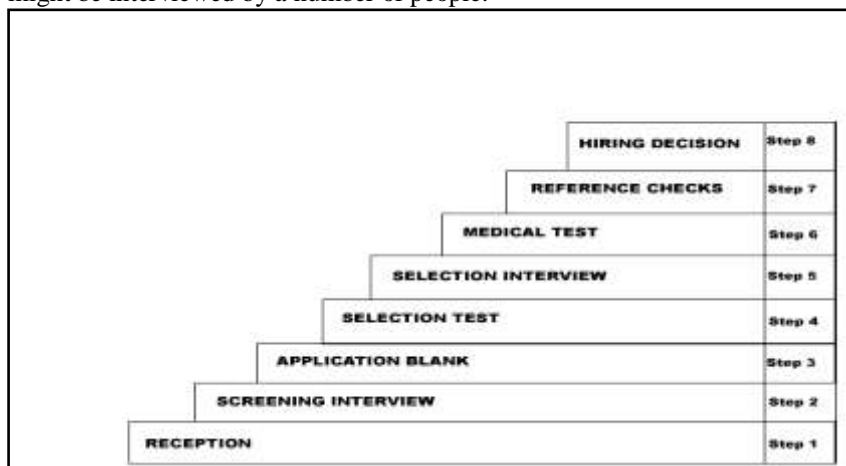 might be interviewed by a number of people.
HIRING DECISION Step 8
REFERENCE CHECKS Step 7
MEDICAL TEST Step 6
SELECTION INTERVIEW Step 5
SELECTION TEST Step 4
APPLICATION BLANK Step 3
SCREENING INTERVIEW Step 2
RECEPTION Step 1